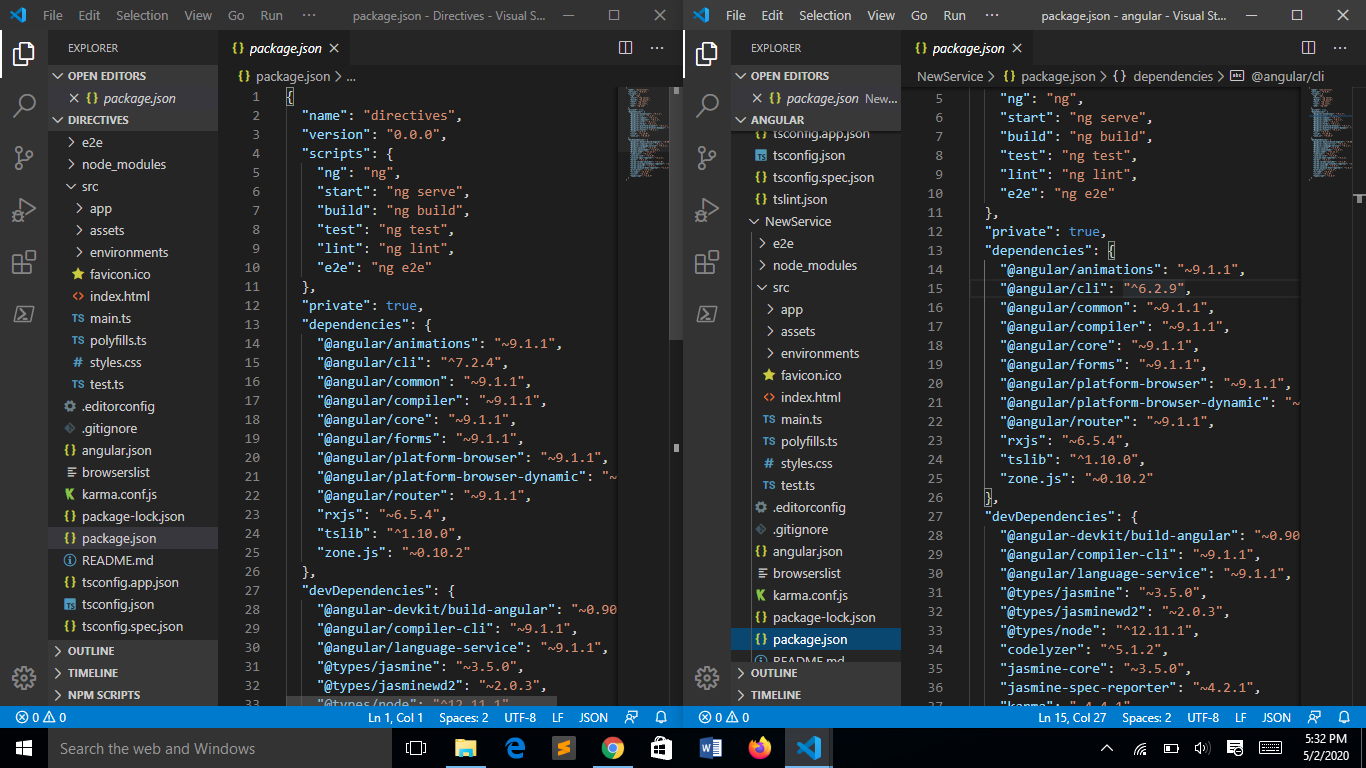 File Edit Selection View Go Run ··· package.json - Directives - Visual S...
EXPLORER
OPEN EDITORS
{} package.json
DIRECTIVES
e2e
node_modules
src
app
assets
environments
favicon.ico
index.html
TS main.ts
TS polyfills.ts
# styles.css
TS test.ts
.editorconfig
.gitignore
{} angular.json
browserslist
karma.conf.js
{} package-lock.json
{} package.json
README.md
{} tsconfig.app.json
TS tsconfig.json
{} tsconfig.spec.json
OUTLINE
TIMELINE
NPM SCRIPTS
{} package.json
{} package.json > ...
1 {
2 "name": "directives",
3 "version": "0.0.0",
4 "scripts": {
5 "ng": "ng",
6 "start": "ng serve",
7 "build": "ng build",
8 "test": "ng test",
9 "lint": "ng lint",
10 "e2e": "ng e2e"
11 },
12 "private": true,
13 "dependencies": {
14 "@angular/animations": "~9.1.1",
15 "@angular/cli": "^7.2.4",
16 "@angular/common": "~9.1.1",
17 "@angular/compiler": "~9.1.1",
18 "@angular/core": "~9.1.1",
19 "@angular/forms": "~9.1.1",
20 "@angular/platform-browser": "~9.1.1",
21 "@angular/platform-browser-dynamic": "~
22 "@angular/router": "~9.1.1",
23 "rxjs": "~6.5.4",
24 "tslib": "^1.10.0",
25 "zone.js": "~0.10.2"
26 },
27 "devDependencies": {
28 "@angular-devkit/build-angular": "~0.90
29 "@angular/compiler-cli": "~9.1.1",
30 "@angular/language-service": "~9.1.1",
31 "@types/jasmine": "~3.5.0",
32 "@types/jasminewd2": "~2.0.3",
33 "@types/node": "^12.11.1",
0 0 Ln 1, Col 1 Spaces: 2 UTF-8 LF JSON
File Edit Selection View Go Run ··· package.json - angular - Visual St...
EXPLORER
OPEN EDITORS
{} package.json New...
ANGULAR
{} tsconfig.app.json
TS tsconfig.json
{} tsconfig.spec.json
{} tslint.json
NewService
e2e
node_modules
src
app
assets
environments
favicon.ico
index.html
TS main.ts
TS polyfills.ts
# styles.css
TS test.ts
.editorconfig
.gitignore
{} angular.json
browserslist
karma.conf.js
{} package-lock.json
{} package.json
README.md
OUTLINE
TIMELINE
{} package.json
NewService > {} package.json > {} dependencies > abc @angular/cli
5 "ng": "ng",
6 "start": "ng serve",
7 "build": "ng build",
8 "test": "ng test",
9 "lint": "ng lint",
10 "e2e": "ng e2e"
11 },
12 "private": true,
13 "dependencies": {
14 "@angular/animations": "~9.1.1",
15 "@angular/cli": "^6.2.9",
16 "@angular/common": "~9.1.1",
17 "@angular/compiler": "~9.1.1",
18 "@angular/core": "~9.1.1",
19 "@angular/forms": "~9.1.1",
20 "@angular/platform-browser": "~9.1.1",
21 "@angular/platform-browser-dynamic": "~
22 "@angular/router": "~9.1.1",
23 "rxjs": "~6.5.4",
24 "tslib": "^1.10.0",
25 "zone.js": "~0.10.2"
26 },
27 "devDependencies": {
28 "@angular-devkit/build-angular": "~0.90
29 "@angular/compiler-cli": "~9.1.1",
30 "@angular/language-service": "~9.1.1",
31 "@types/jasmine": "~3.5.0",
32 "@types/jasminewd2": "~2.0.3",
33 "@types/node": "^12.11.1",
34 "codelyzer": "^5.1.2",
35 "jasmine-core": "~3.5.0",
36 "jasmine-spec-reporter": "~4.2.1",
37 "karma": "~4.4.1",
0 0 Ln 15, Col 27 Spaces: 2 UTF-8 LF JSON
Search the web and Windows
5:32 PM
5/2/2020